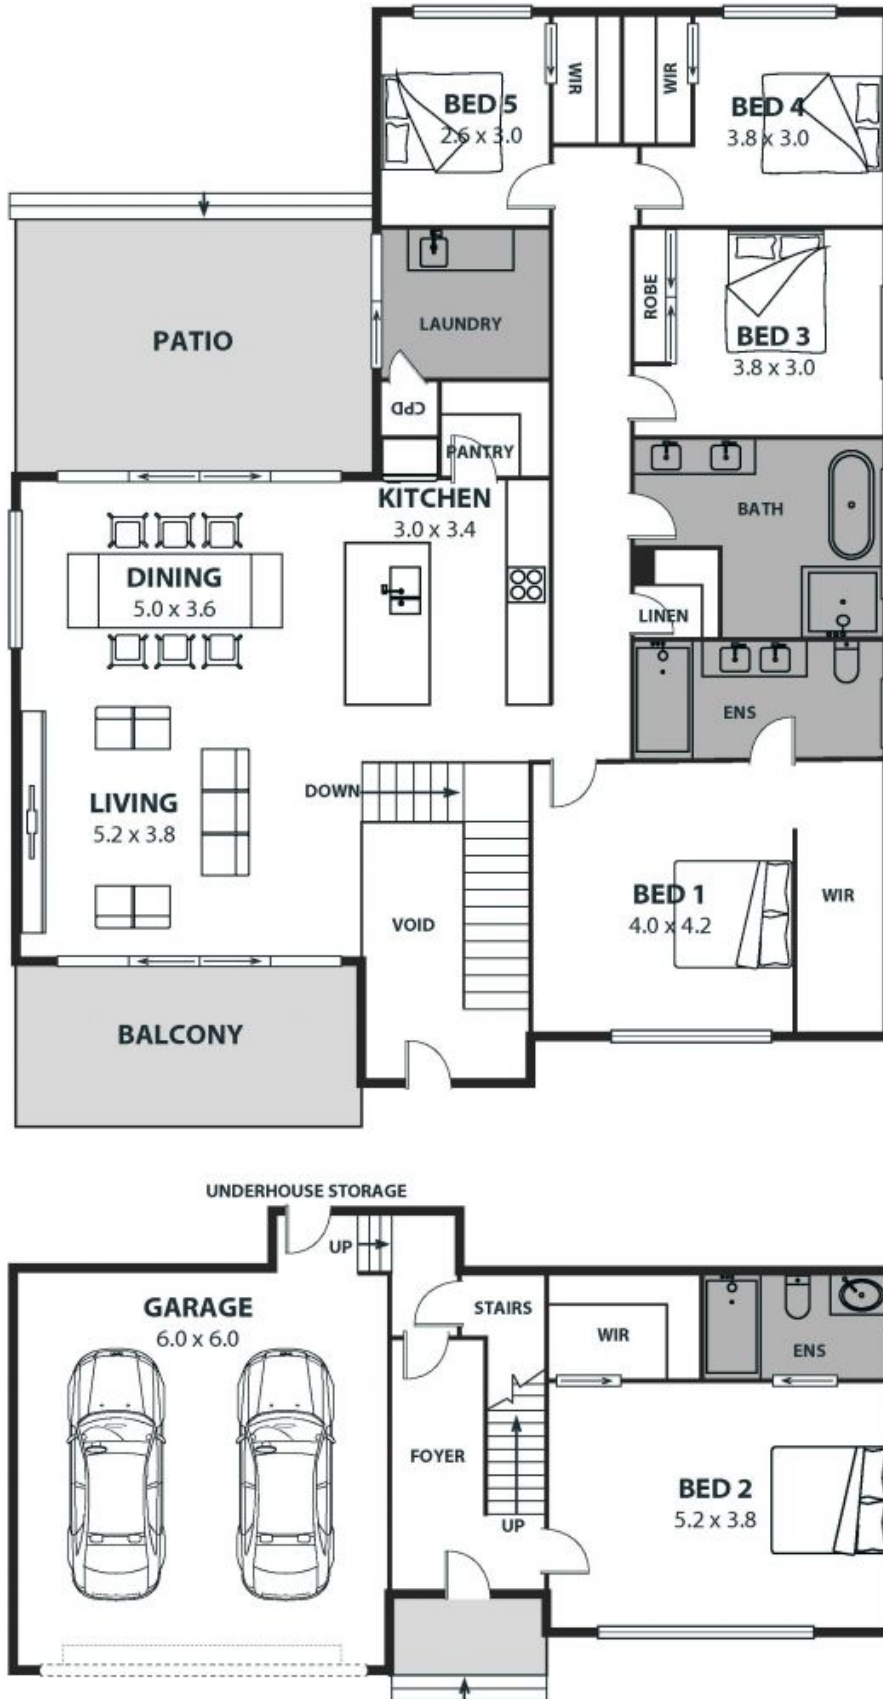 WIR
WIR
BED 5
2.6 x 3.0
BED 4
3.8 x 3.0
ROBE
LAUNDRY
PATIO
BED 3
3.8 x 3.0
CPD
PANTRY
KITCHEN
3.0 x 3.4
BATH
DINING
5.0 x 3.6
LINEN
ENS
DOWN
LIVING
5.2 x 3.8
BED 1
4.0 x 4.2
WIR
VOID
BALCONY
UNDERHOUSE STORAGE
UP
GARAGE
6.0 x 6.0
STAIRS
WIR
ENS
FOYER
BED 2
5.2 x 3.8
UP